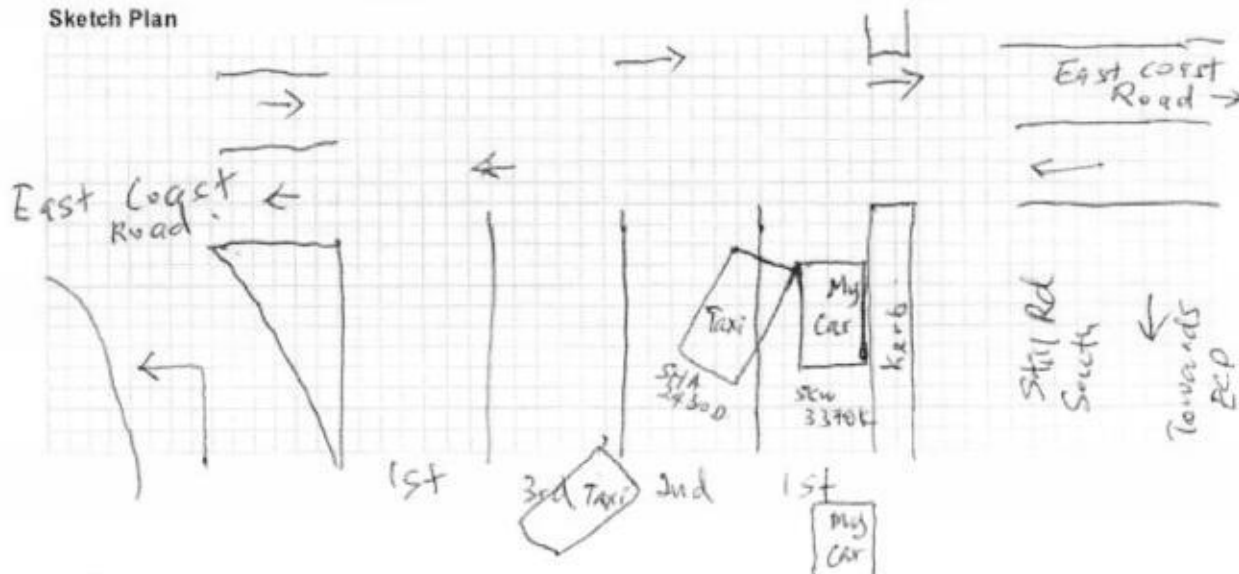 Sketch Plan
East Coast
Road →
East Coast
Road
My
Car
Taxi
Kerb
Still Rd
South
Towards
ECP
SHA
2430D
SKW
3370K
1st
3rd
Taxi
2nd
1st
My
Car